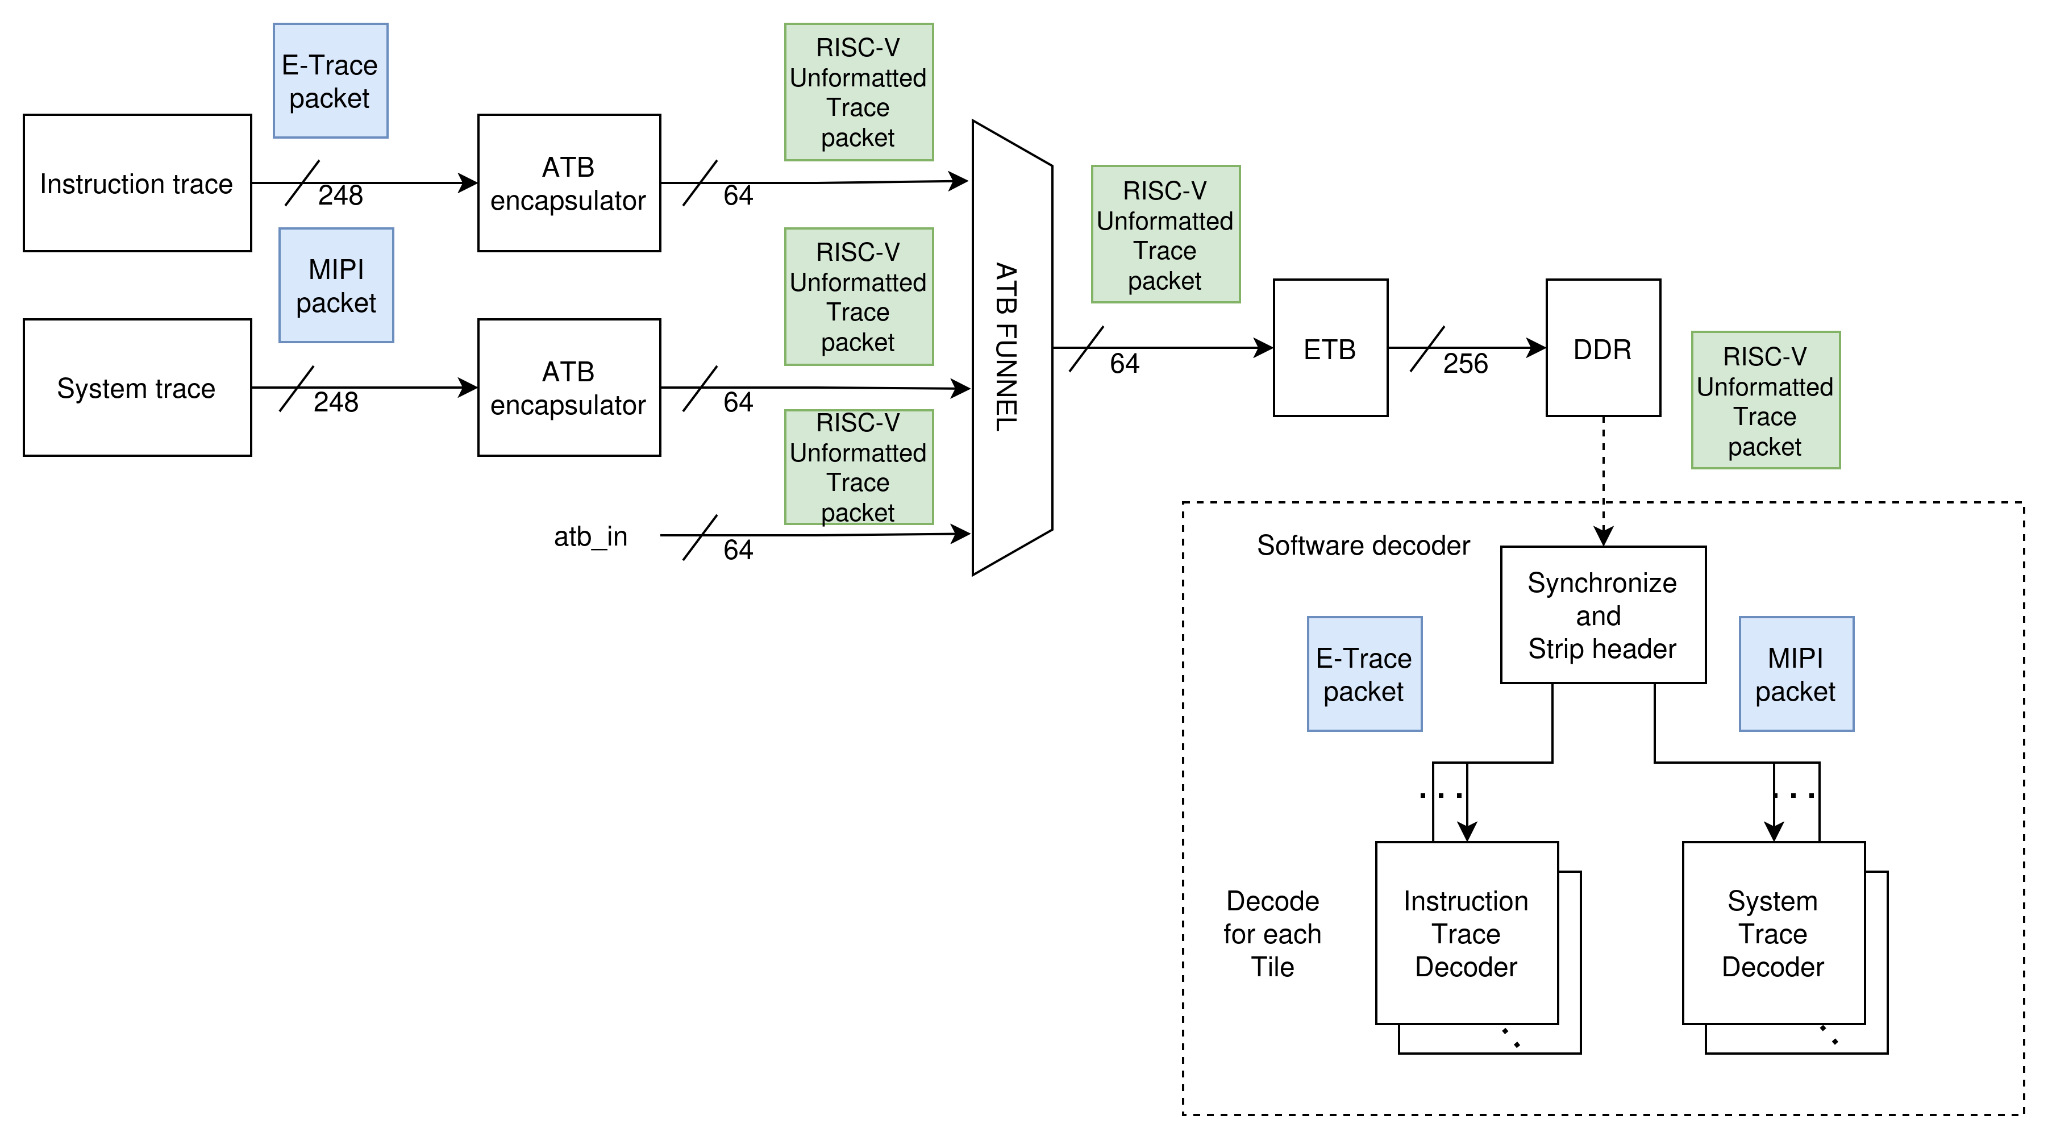 E-Trace
packet
Instruction trace
248
ATB
encapsulator
64
RISC-V
Unformatted
Trace
packet
MIPI
packet
System trace
248
ATB
encapsulator
64
RISC-V
Unformatted
Trace
packet
atb_in
64
RISC-V
Unformatted
Trace
packet
ATB FUNNEL
64
RISC-V
Unformatted
Trace
packet
ETB
256
DDR
RISC-V
Unformatted
Trace
packet
Software decoder
Synchronize
and
Strip header
E-Trace
packet
MIPI
packet
...
...
Decode
for each
Tile
Instruction
Trace
Decoder
System
Trace
Decoder